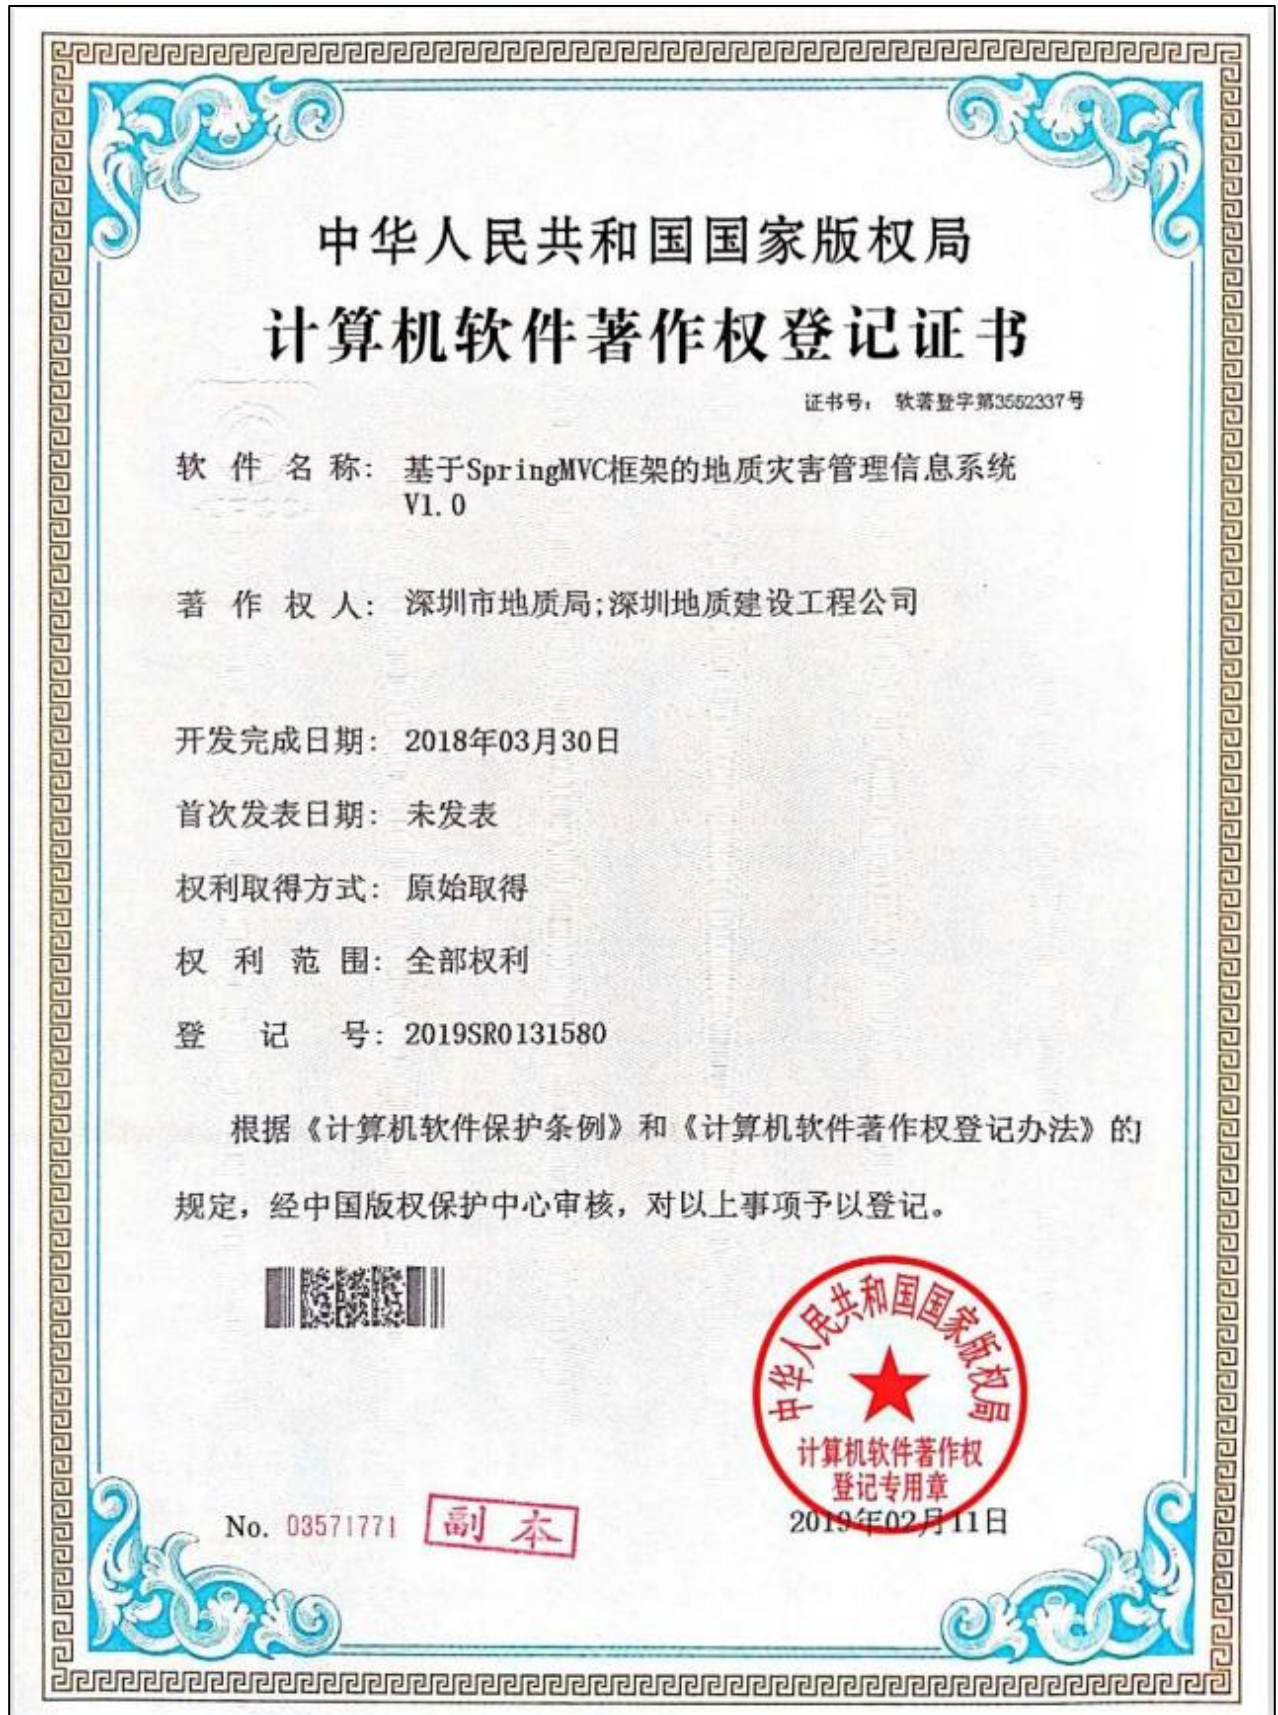 中华人民共和国国家版权局
计算机软件著作权登记证书
证书号： 软著登字第3552337号
软件名称： 基于SpringMVC框架的地质灾害管理信息系统
V1.0
著作权人： 深圳市地质局;深圳地质建设工程公司
开发完成日期： 2018年03月30日
首次发表日期： 未发表
权利取得方式： 原始取得
权利范围： 全部权利
登记号： 2019SR0131580
根据《计算机软件保护条例》和《计算机软件著作权登记办法》的
规定，经中国版权保护中心审核，对以上事项予以登记。
中华人民共和国国家版权局
计算机软件著作权
登记专用章
No. 03571771
副本
2019年02月11日